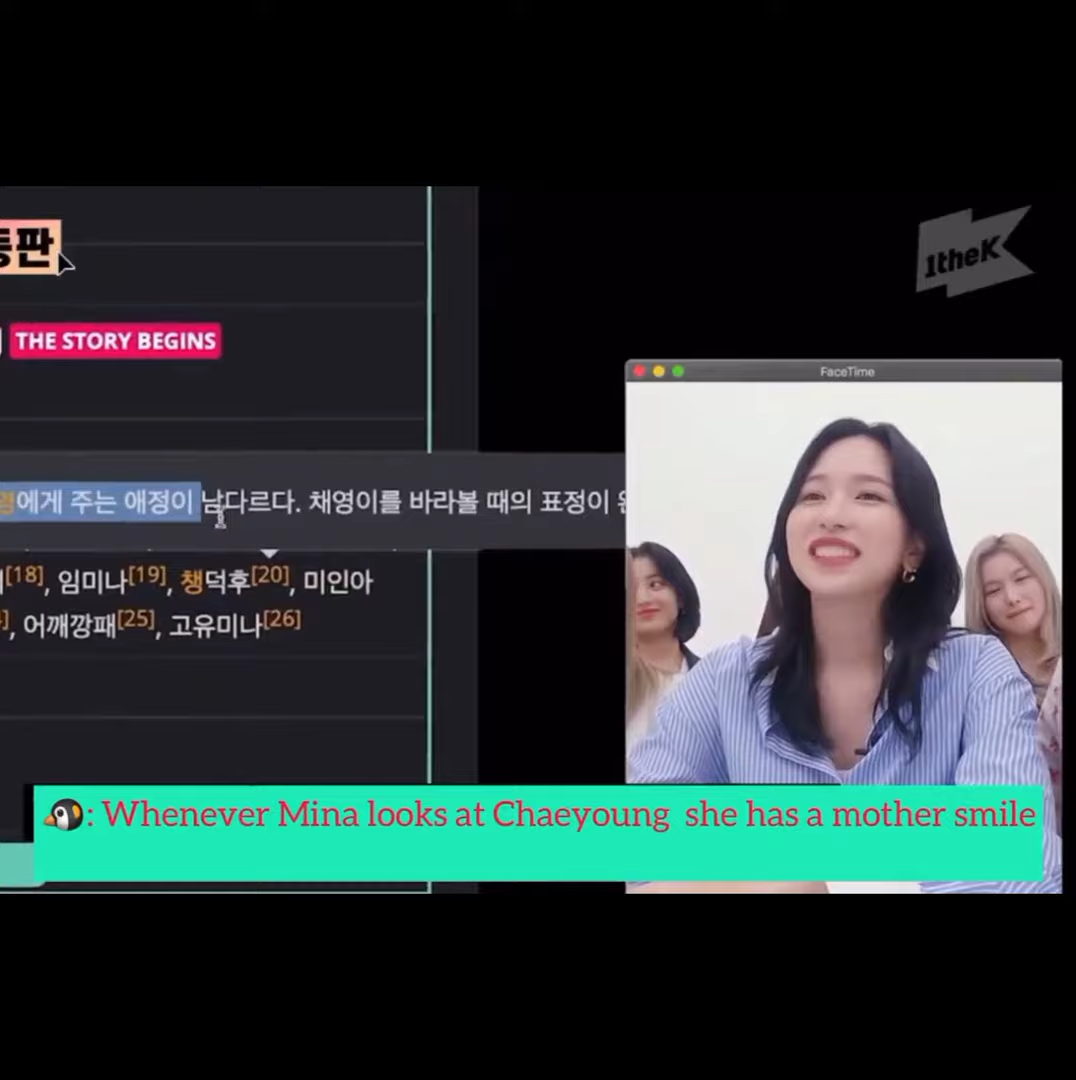 등판
1theK
THE STORY BEGINS
FaceTime
에게 주는 애정이 남다르다. 채영이를 바라볼 때의 표정이
[18], 임미나[19], 챙덕후[20], 미인아
, 어깨깡패[25], 고유미나[26]
: Whenever Mina looks at Chaeyoung she has a mother smile